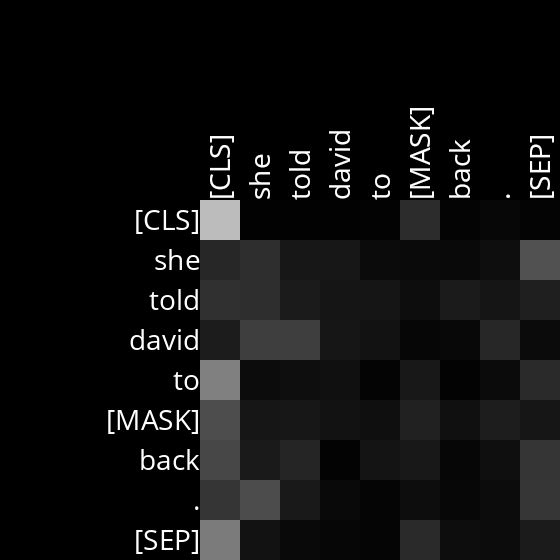 [CLS] she told david to [MASK] back . [SEP]
[CLS]
she
told
david
to
[MASK]
back
.
[SEP]